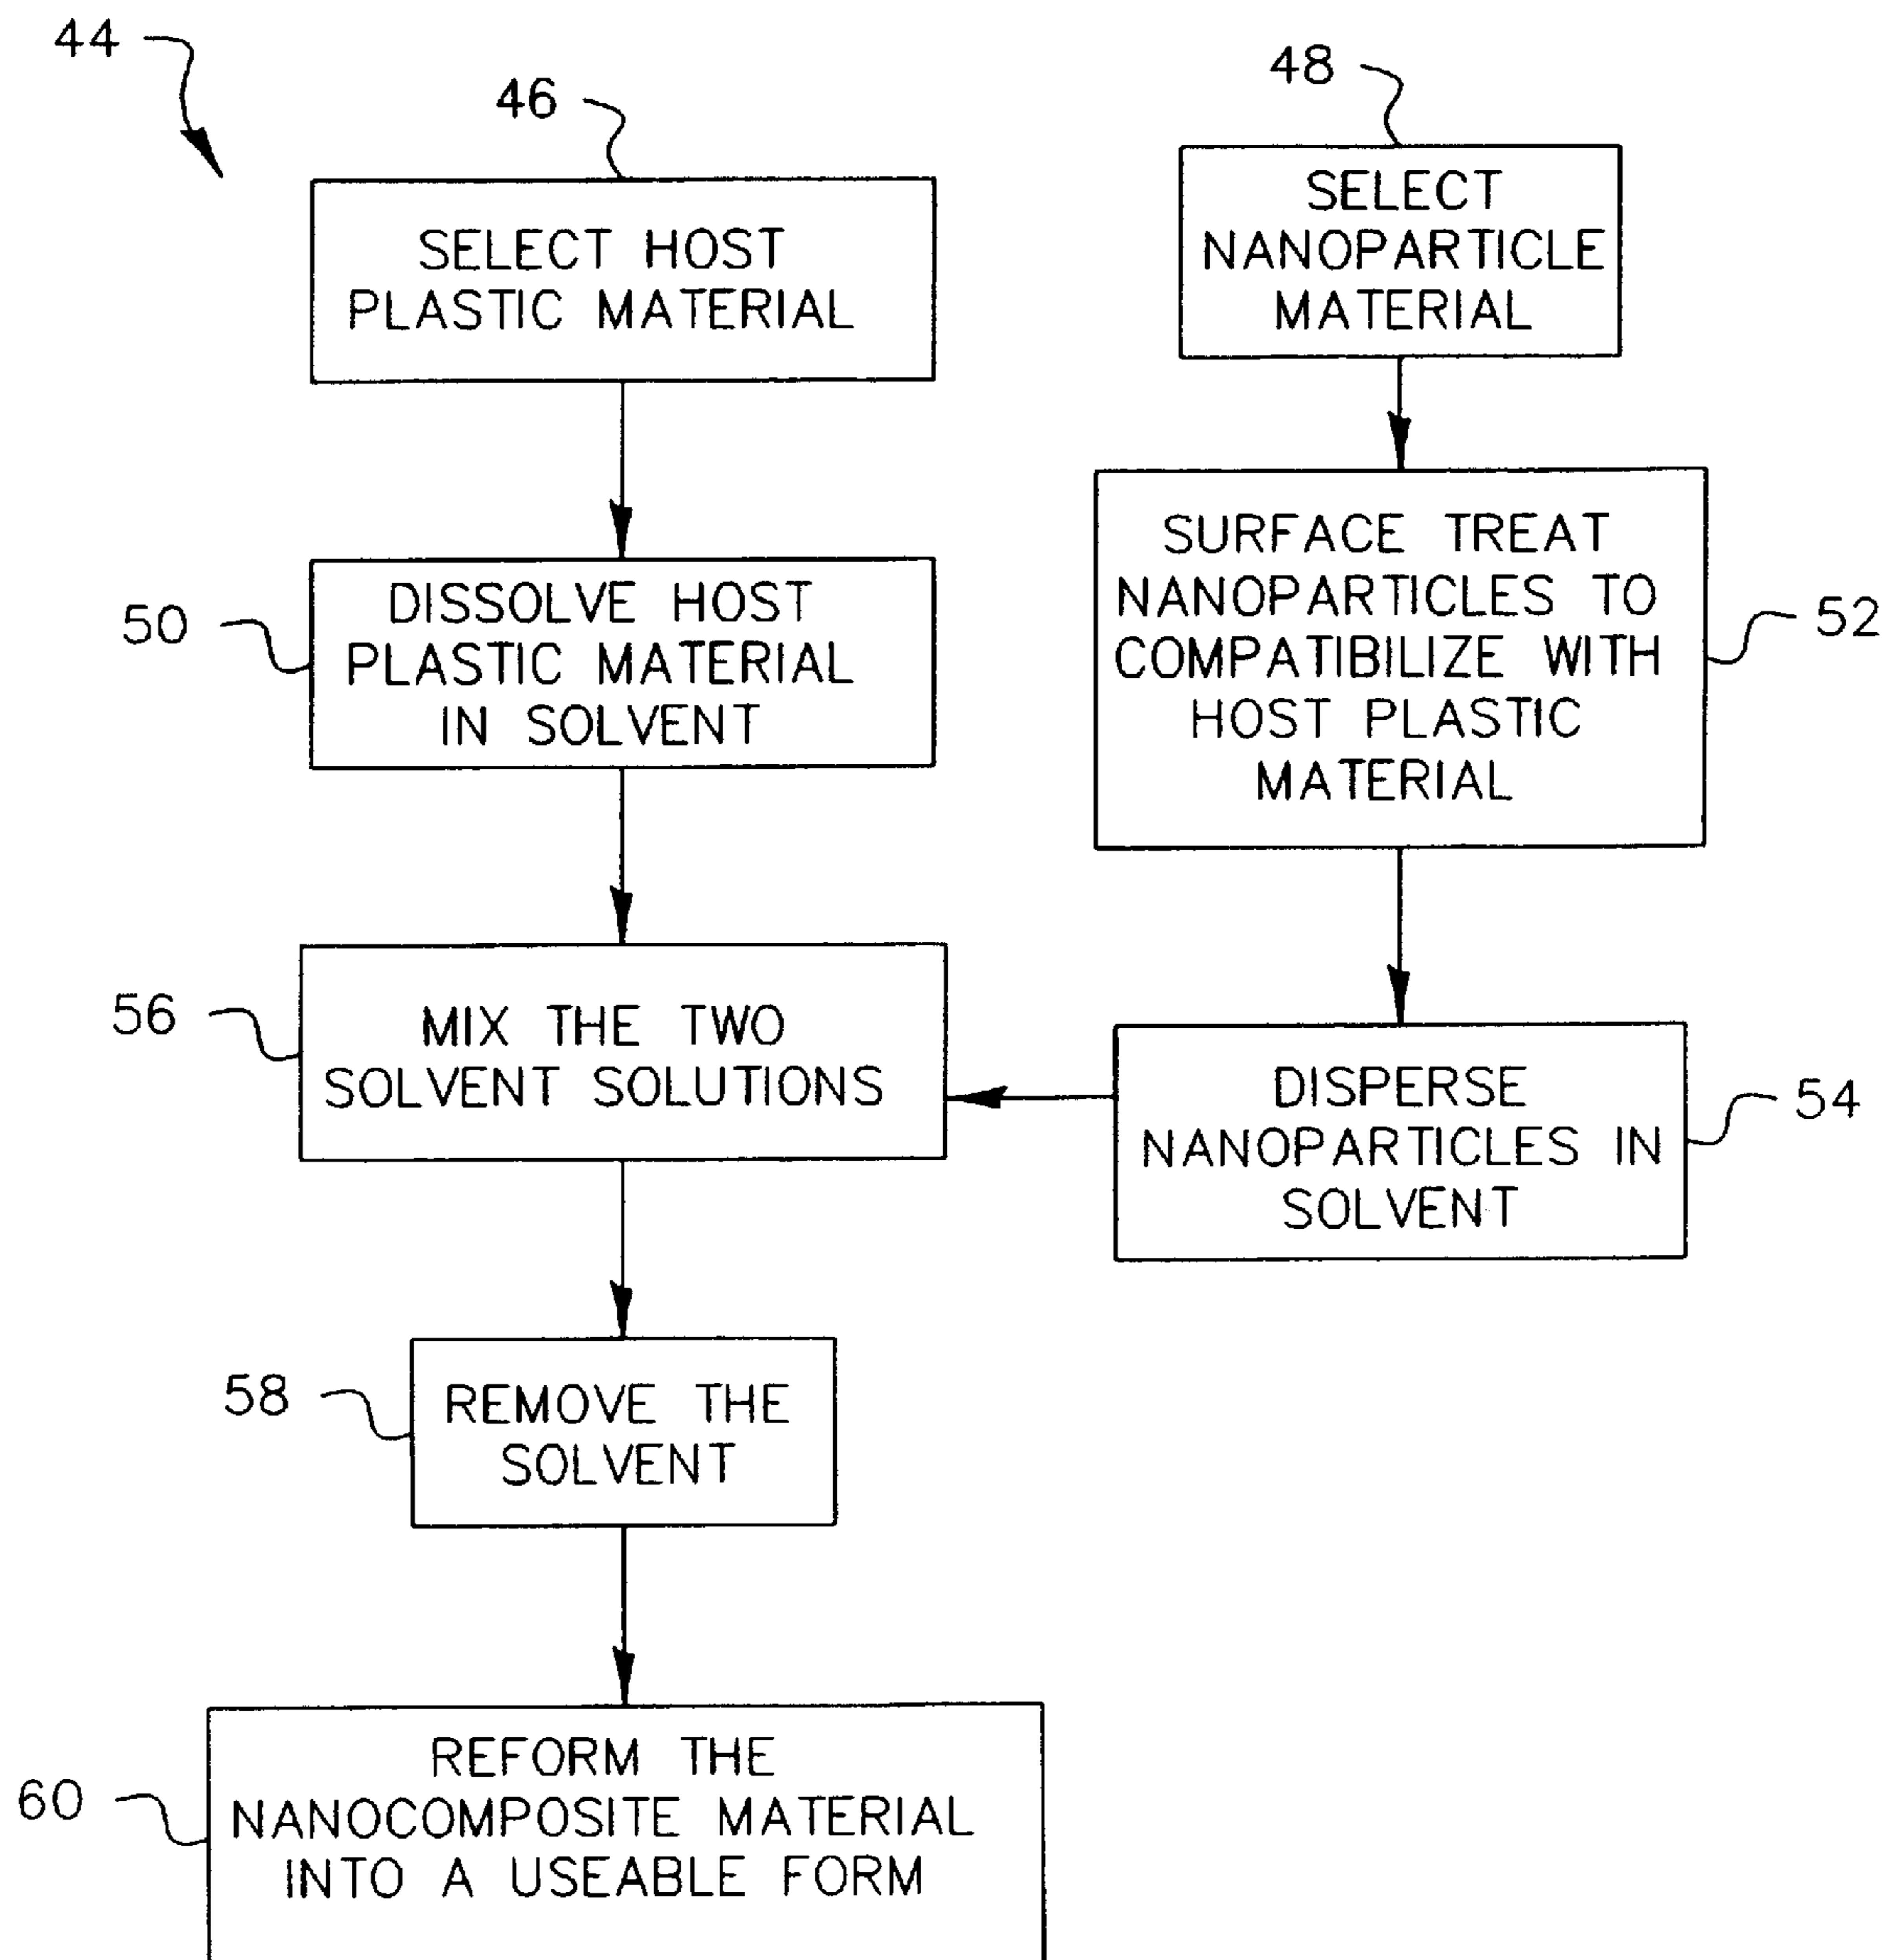 44
46
SELECT HOST
PLASTIC MATERIAL
48
SELECT
NANOPARTICLE
MATERIAL
50
DISSOLVE HOST
PLASTIC MATERIAL
IN SOLVENT
SURFACE TREAT
NANOPARTICLES TO
COMPATIBILIZE WITH
HOST PLASTIC
MATERIAL
52
56
MIX THE TWO
SOLVENT SOLUTIONS
DISPERSE
NANOPARTICLES IN
SOLVENT
54
58
REMOVE THE
SOLVENT
60
REFORM THE
NANOCOMPOSITE MATERIAL
INTO A USEABLE FORM